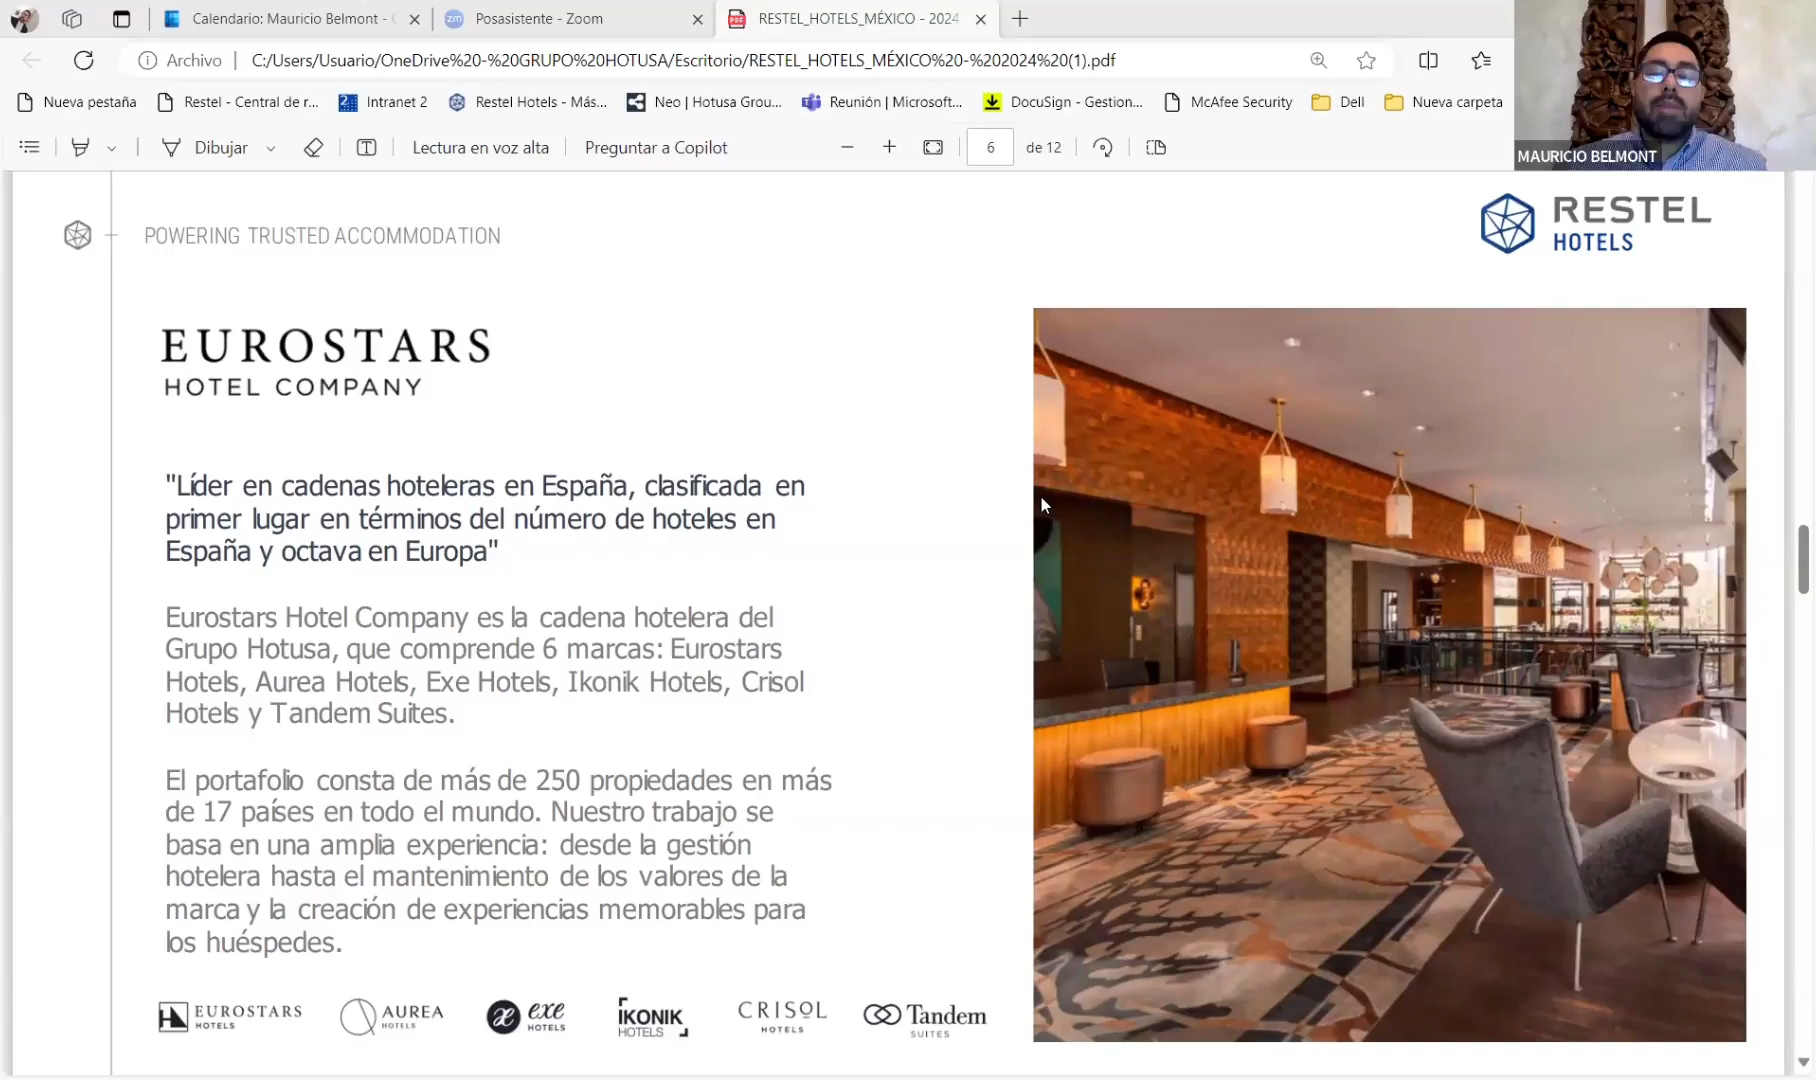 Calendario: Mauricio Belmont -
Posasistente - Zoom
RESTEL_HOTELS_MÉXICO - 2024
Archivo
C:/Users/Usuario/OneDrive%20-%20GRUPO%20HOTUSA/Escritorio/RESTEL_HOTELS_MÉXICO%20-%202024%20(1).pdf
Nueva pestaña
Restel - Central de r...
Intranet 2
Restel Hotels - Más...
Neo | Hotusa Grou...
Reunión | Microsoft...
DocuSign - Gestion...
McAfee Security
Dell
Nueva carpeta
Dibujar
Lectura en voz alta
Preguntar a Copilot
6
de 12
MAURICIO BELMONT
POWERING TRUSTED ACCOMMODATION
RESTEL
HOTELS
EUROSTARS
HOTEL COMPANY
"Líder en cadenas hoteleras en España, clasificada en
primer lugar en términos del número de hoteles en
España y octava en Europa"
Eurostars Hotel Company es la cadena hotelera del
Grupo Hotusa, que comprende 6 marcas: Eurostars
Hotels, Aurea Hotels, Exe Hotels, Ikonik Hotels, Crisol
Hotels y Tandem Suites.
El portafolio consta de más de 250 propiedades en más
de 17 países en todo el mundo. Nuestro trabajo se
basa en una amplia experiencia: desde la gestión
hotelera hasta el mantenimiento de los valores de la
marca y la creación de experiencias memorables para
los huéspedes.
EUROSTARS
HOTELS
AUREA
HOTELS
exe
HOTELS
IKONIK
HOTELS
CRISOL
HOTELS
Tandem
SUITES